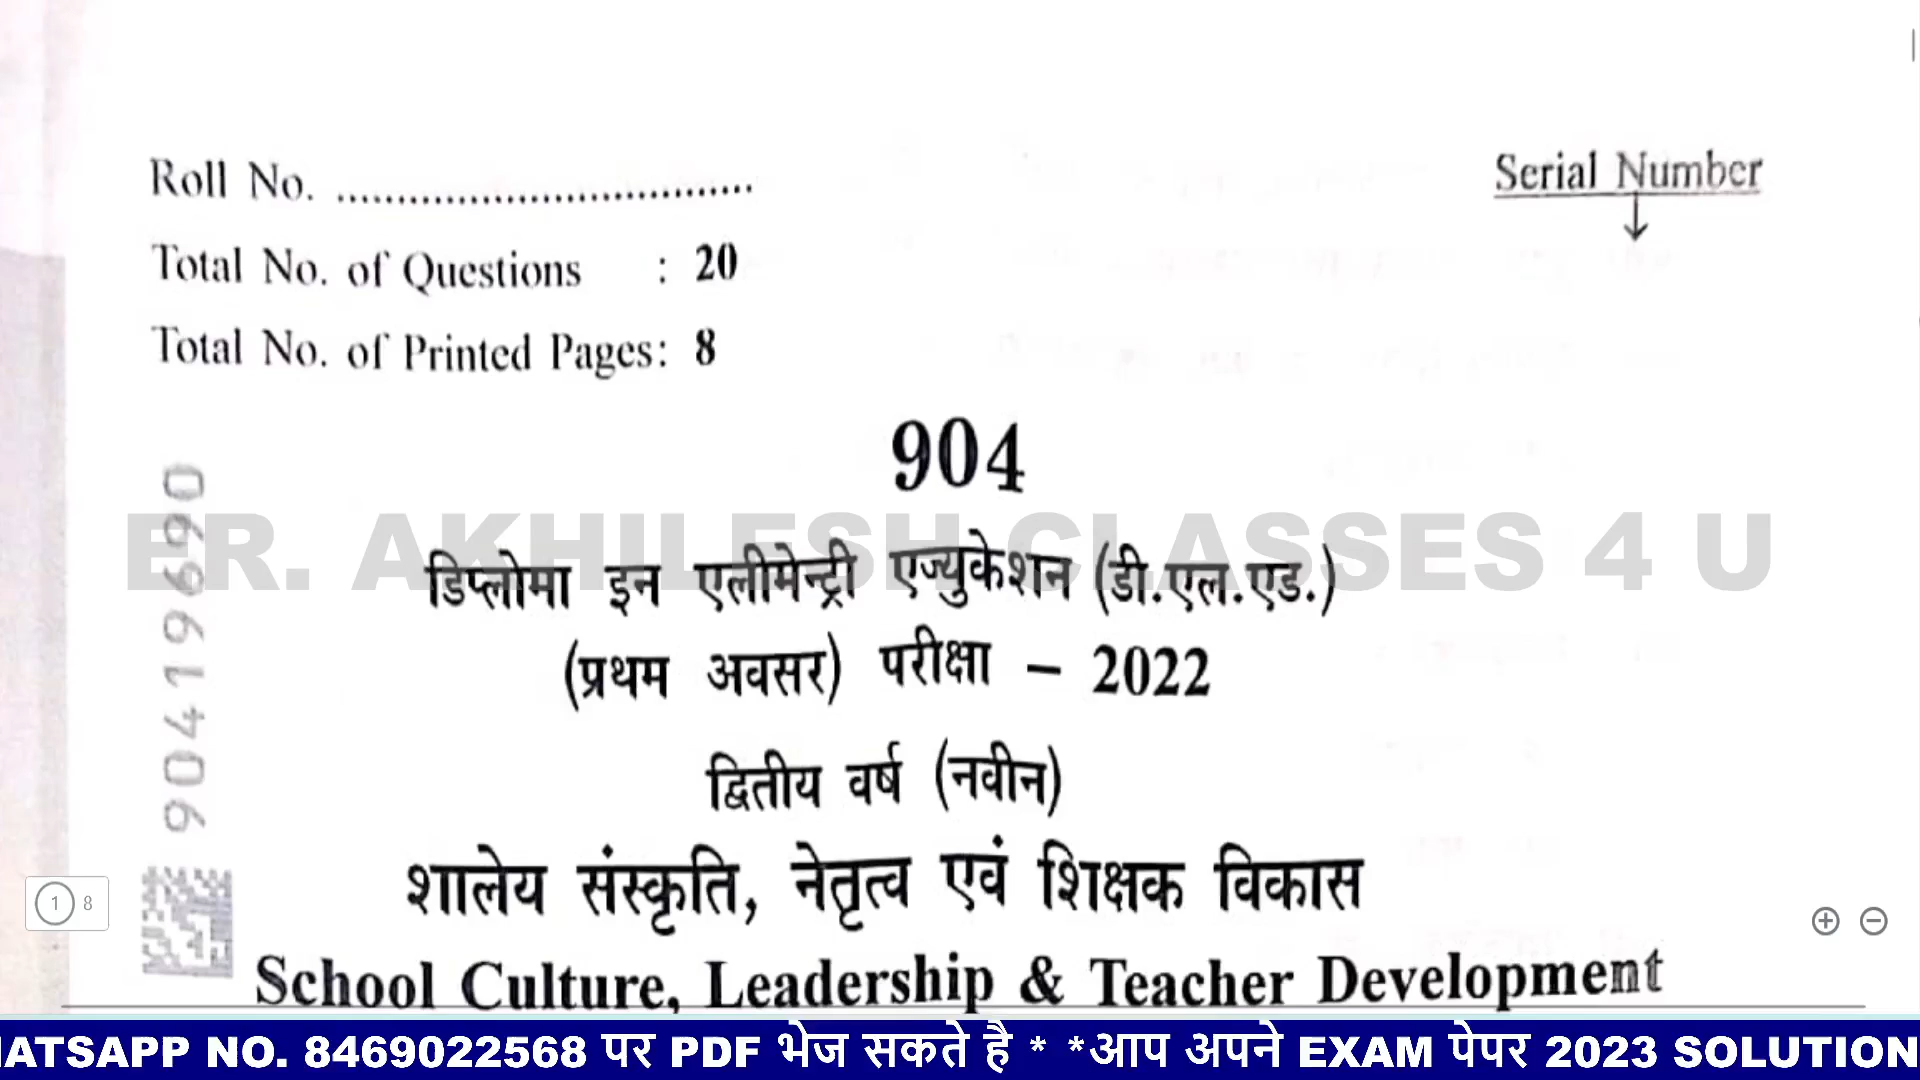 Roll No. ..................................
Serial Number
Total No. of Questions : 20
Total No. of Printed Pages: 8
904
90419690
ER. AKHILESH CLASSES 4 U
डिप्लोमा इन एलीमेन्ट्री एज्युकेशन (डी.एल.एड.)
(प्रथम अवसर) परीक्षा – 2022
द्वितीय वर्ष (नवीन)
शालेय संस्कृति, नेतृत्व एवं शिक्षक विकास
School Culture, Leadership & Teacher Development
1 8
HATSAPP NO. 8469022568 पर PDF भेज सकते है * *आप अपने EXAM पेपर 2023 SOLUTION